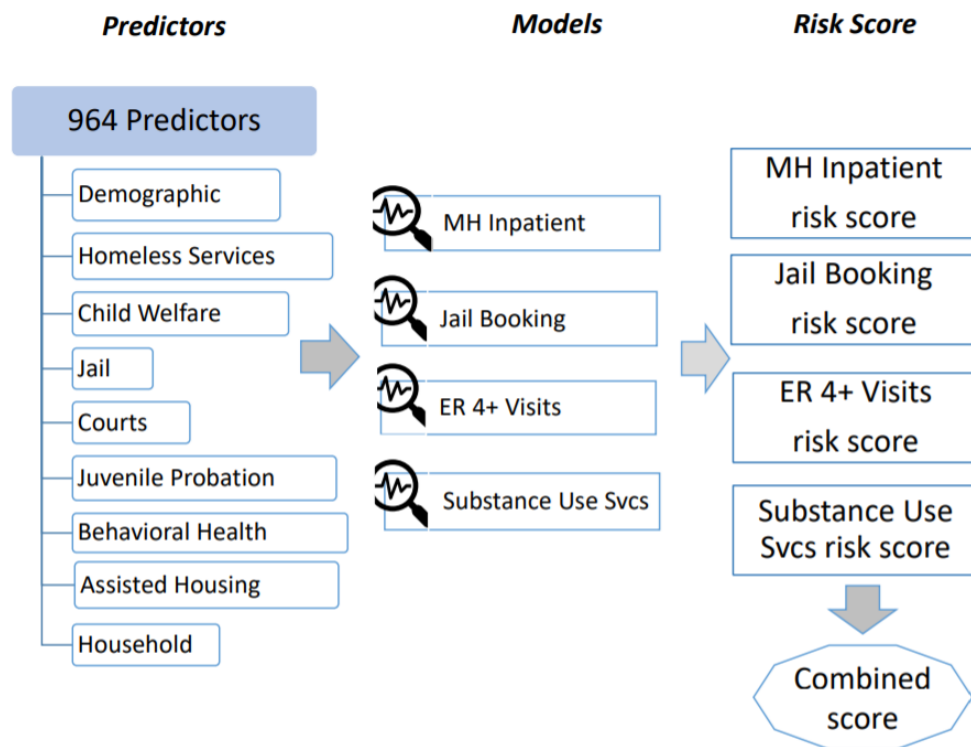 Predictors
Models
Risk Score
964 Predictors
Demographic
Homeless Services
Child Welfare
Jail
Courts
Juvenile Probation
Behavioral Health
Assisted Housing
Household
MH Inpatient
Jail Booking
ER 4+ Visits
Substance Use Svcs
MH Inpatient
risk score
Jail Booking
risk score
ER 4+ Visits
risk score
Substance Use
Svcs risk score
Combined
score